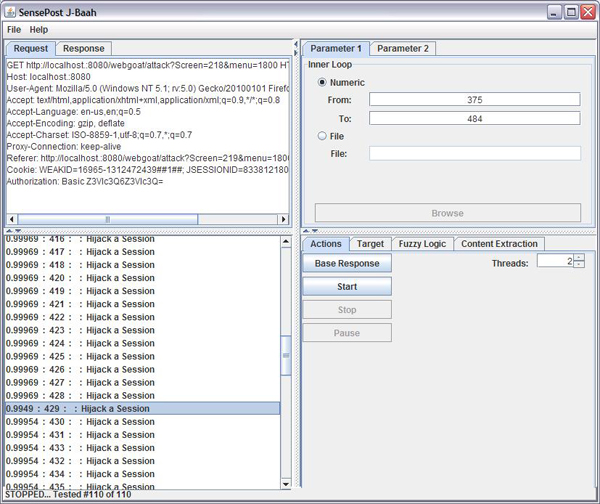 SensePost J-Baah
File Help
Request Response
GET http://localhost.:8080/webgoat/attack?Screen=218&menu=1800 HT
Host: localhost.:8080
User-Agent: Mozilla/5.0 (Windows NT 5.1; rv:5.0) Gecko/20100101 Firefo
Accept: text/html,application/xhtml+xml,application/xml;q=0.9,*/*;q=0.8
Accept-Language: en-us,en;q=0.5
Accept-Encoding: gzip, deflate
Accept-Charset: ISO-8859-1,utf-8;q=0.7,*;q=0.7
Proxy-Connection: keep-alive
Referer: http://localhost.:8080/webgoat/attack?Screen=219&menu=180
Cookie: WEAKID=16965-1312472439##1##; JSESSIONID=833812180
Authorization: Basic Z3Vlc3Q6Z3Vlc3Q=
0.99969 : 416 : : Hijack a Session
0.99969 : 417 : : Hijack a Session
0.99969 : 418 : : Hijack a Session
0.99969 : 420 : : Hijack a Session
0.99969 : 419 : : Hijack a Session
0.99969 : 421 : : Hijack a Session
0.99969 : 422 : : Hijack a Session
0.99969 : 423 : : Hijack a Session
0.99969 : 424 : : Hijack a Session
0.99969 : 425 : : Hijack a Session
0.99969 : 426 : : Hijack a Session
0.99969 : 427 : : Hijack a Session
0.99969 : 428 : : Hijack a Session
0.9949 : 429 : : Hijack a Session
0.99954 : 430 : : Hijack a Session
0.99954 : 431 : : Hijack a Session
0.99954 : 433 : : Hijack a Session
0.99954 : 432 : : Hijack a Session
0.99954 : 434 : : Hijack a Session
0.99954 : 435 : : Hijack a Session
STOPPED... Tested #110 of 110
Parameter 1 Parameter 2
Inner Loop
Numeric
From: 375
To: 484
File
File:
Browse
Actions Target Fuzzy Logic Content Extraction
Base Response Threads: 2
Start
Stop
Pause